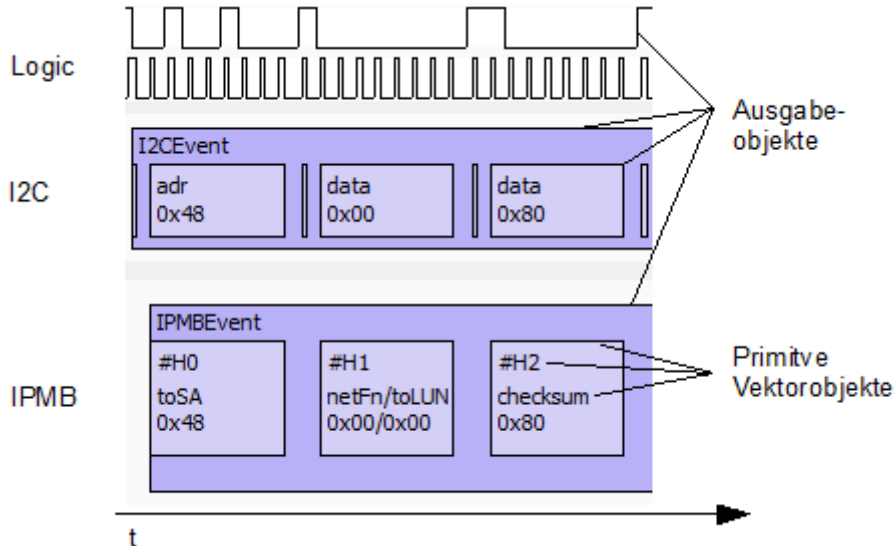 Logic
Ausgabe-
objekte
I2C
I2CEvent
adr
0x48
data
0x00
data
0x80
IPMB
IPMBEvent
#H0
toSA
0x48
#H1
netFn/toLUN
0x00/0x00
#H2
checksum
0x80
Primitve
Vektorobjekte
t